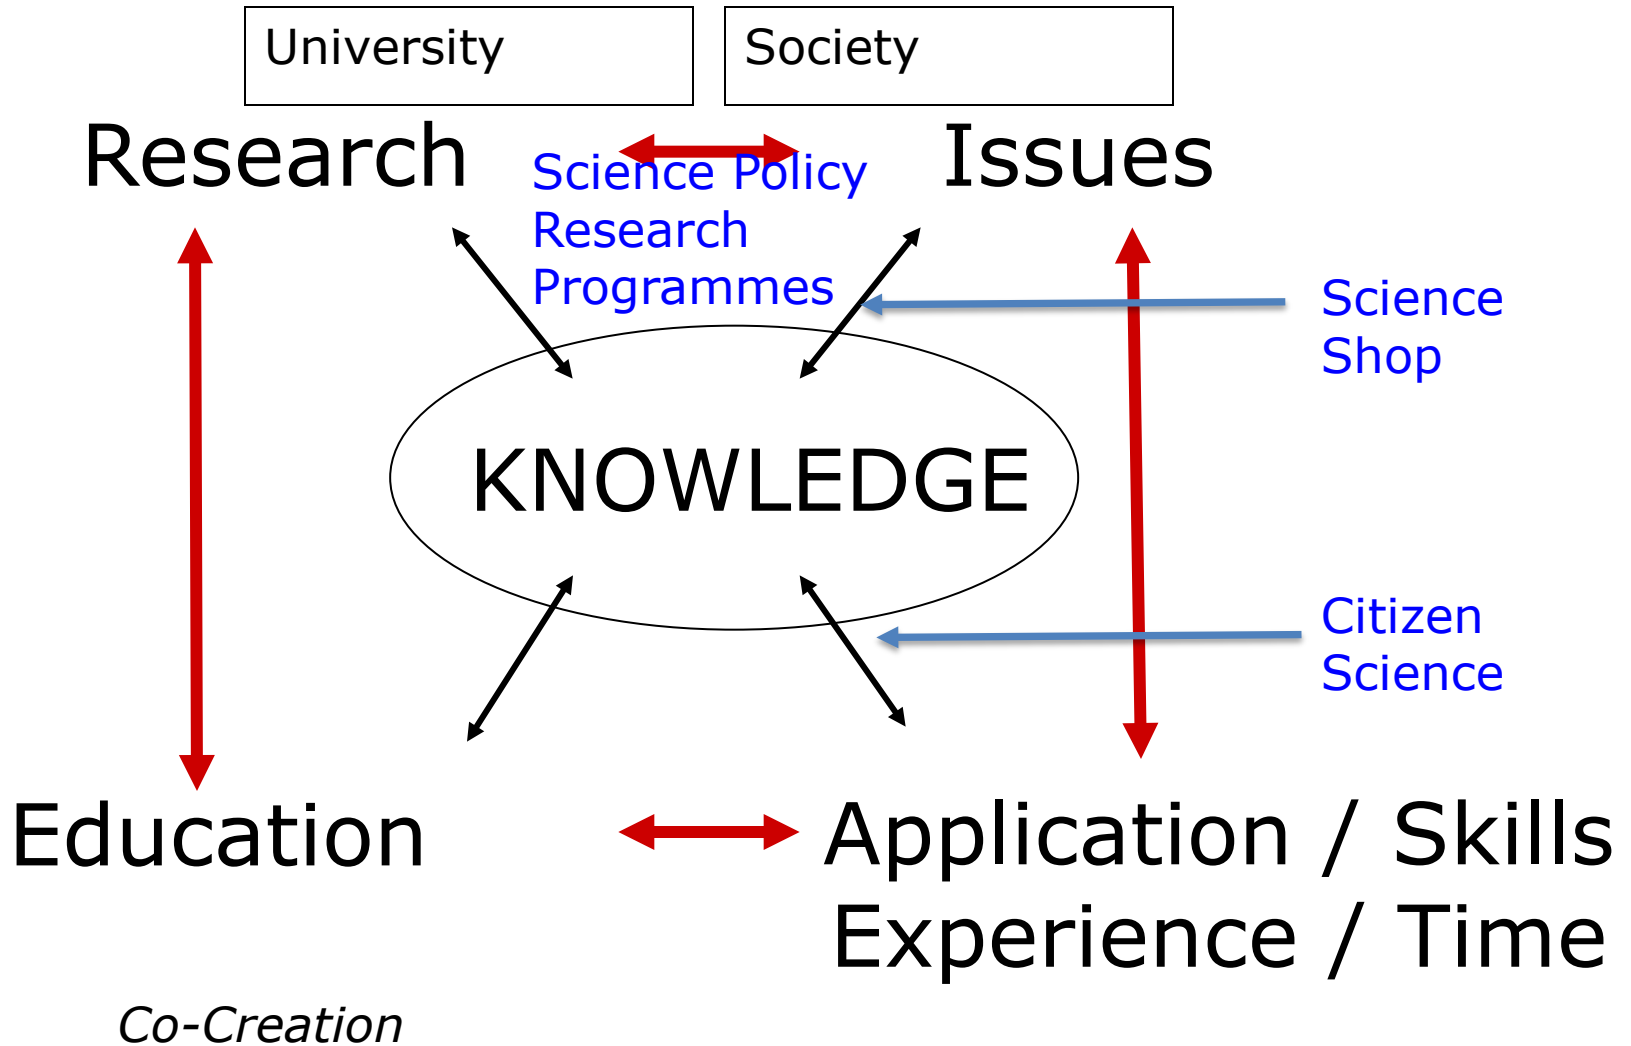 University
Society
Research
Issues
Science Policy
Research
Programmes
Science
Shop
KNOWLEDGE
Citizen
Science
Education
Application / Skills
Experience / Time
Co-Creation